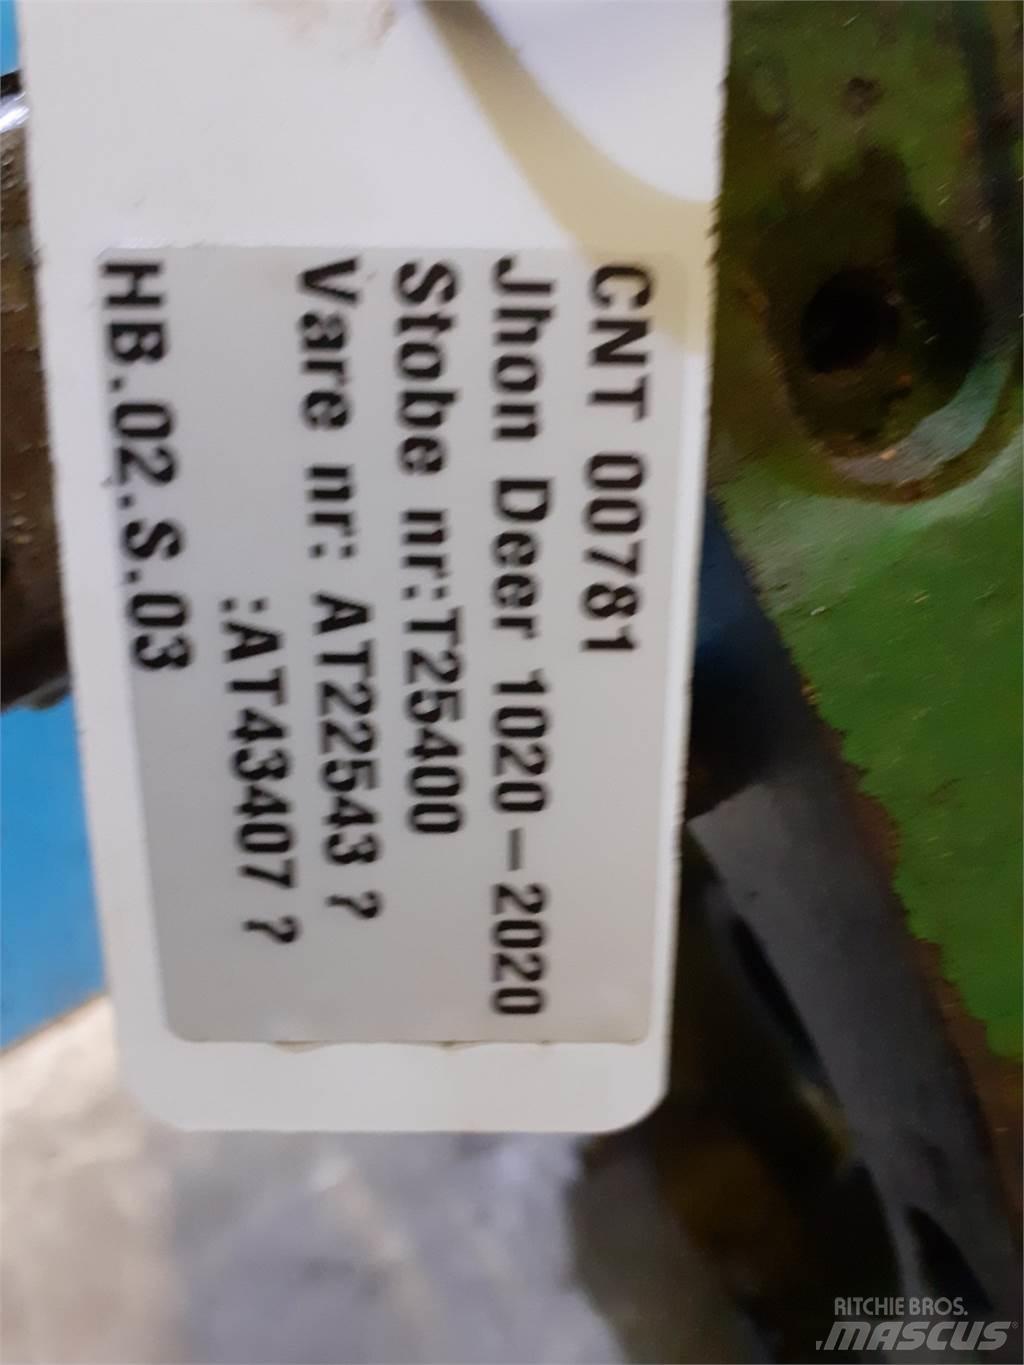 CNT 00781
Jhon Deer 1020-2020
Stobe nr:T25400
Vare nr: AT22543 ?
:AT43407 ?
HB.02.S.03
RITCHIE BROS.
MASCUS